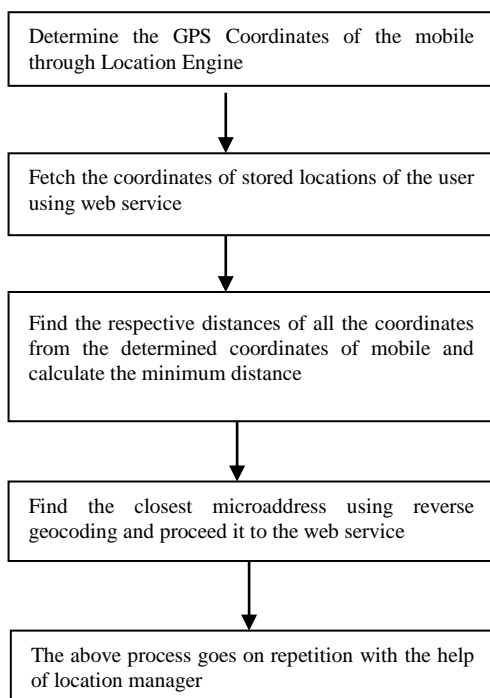 Determine the GPS Coordinates of the mobile
through Location Engine
Fetch the coordinates of stored locations of the user
using web service
Find the respective distances of all the coordinates
from the determined coordinates of mobile and
calculate the minimum distance
Find the closest microaddress using reverse
geocoding and proceed it to the web service
The above process goes on repetition with the help
of location manager